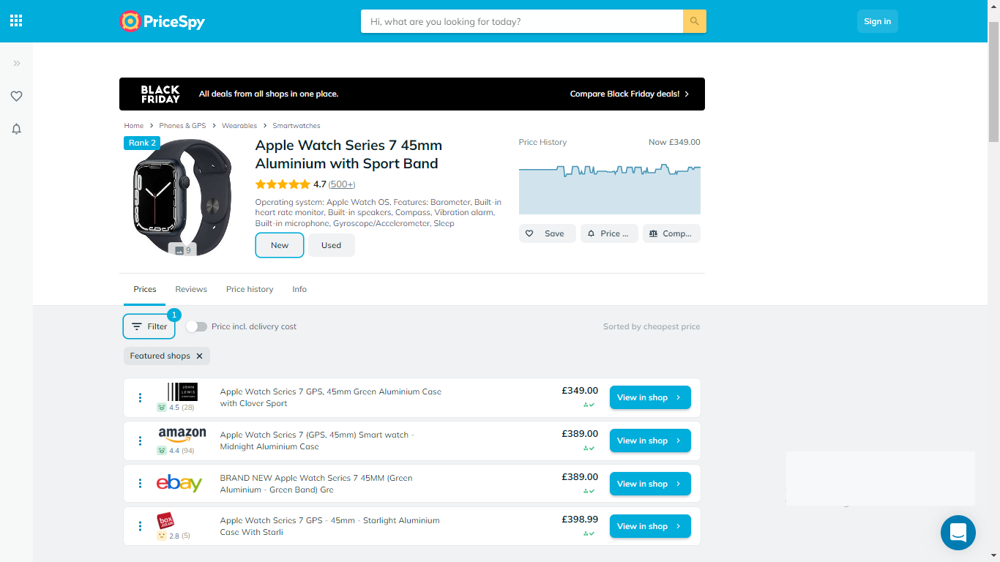 PriceSpy
Hi, what are you looking for today?
Sign in
BLACK
FRIDAY
All deals from all shops in one place.
Compare Black Friday deals!
Home
Phones & GPS
Wearables
Smartwatches
Rank 2
9
Apple Watch Series 7 45mm
Aluminium with Sport Band
4.7 (500+)
Operating system: Apple Watch OS, Features: Barometer, Built-in
heart rate monitor, Built-in speakers, Compass, Vibration alarm,
Built-in microphone, Gyroscope/Accelerometer, Sleep
New
Used
Price History
Now £349.00
Save
Price ...
Comp...
Prices
Reviews
Price history
Info
Filter
1
Price incl. delivery cost
Sorted by cheapest price
Featured shops
JOHN
LEWIS
4.5 (28)
Apple Watch Series 7 GPS, 45mm Green Aluminium Case
with Clover Sport
£349.00
View in shop
amazon
4.4 (94)
Apple Watch Series 7 (GPS, 45mm) Smart watch -
Midnight Aluminium Case
£389.00
View in shop
ebay
BRAND NEW Apple Watch Series 7 45MM (Green
Aluminium - Green Band) Gre
£389.00
View in shop
box
.co.uk
2.8 (5)
Apple Watch Series 7 GPS - 45mm - Starlight Aluminium
Case With Starli
£398.99
View in shop